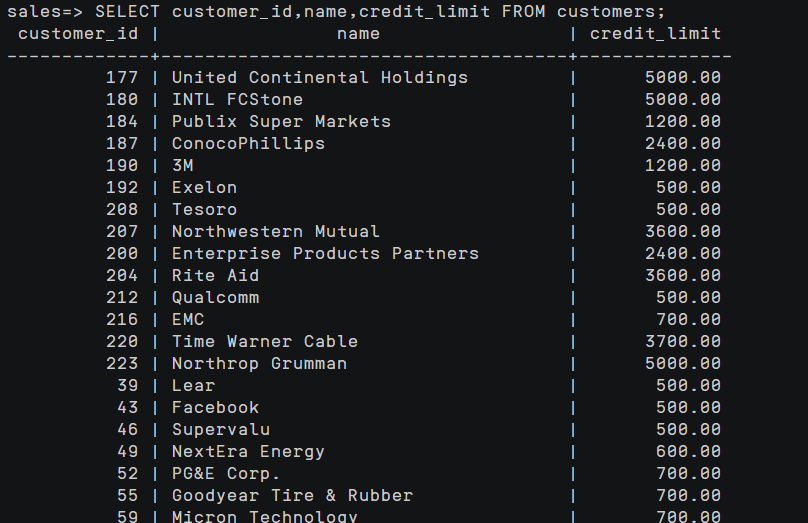 sales=> SELECT customer_id,name,credit_limit FROM customers;
 customer_id |                name                 | credit_limit
-------------+-------------------------------------+--------------
         177 | United Continental Holdings         |      5000.00
         180 | INTL FCStone                        |      5000.00
         184 | Publix Super Markets                |      1200.00
         187 | ConocoPhillips                      |      2400.00
         190 | 3M                                  |      1200.00
         192 | Exelon                              |       500.00
         208 | Tesoro                              |       500.00
         207 | Northwestern Mutual                 |      3600.00
         200 | Enterprise Products Partners        |      2400.00
         204 | Rite Aid                            |      3600.00
         212 | Qualcomm                            |       500.00
         216 | EMC                                 |       700.00
         220 | Time Warner Cable                   |      3700.00
         223 | Northrop Grumman                    |      5000.00
          39 | Lear                                |       500.00
          43 | Facebook                            |       500.00
          46 | Supervalu                           |       500.00
          49 | NextEra Energy                      |       600.00
          52 | PG&E Corp.                          |       700.00
          55 | Goodyear Tire & Rubber              |       700.00
          59 | Micron Technology                   |       700.00